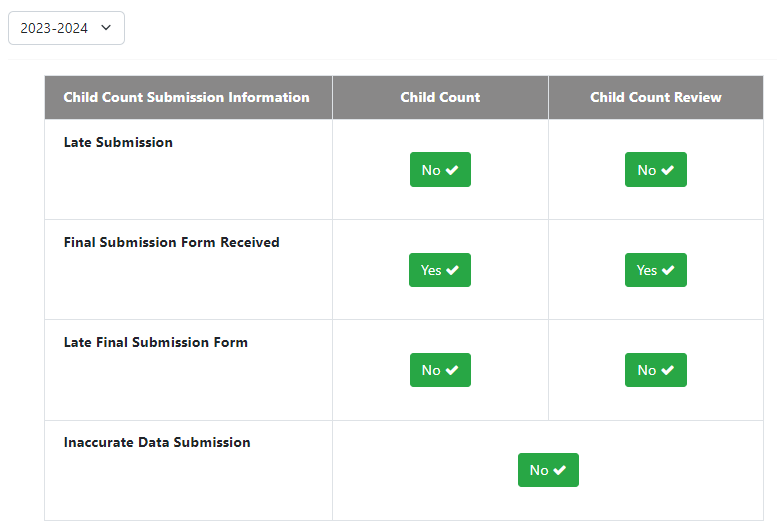 2023-2024
Child Count Submission Information Child Count Child Count Review
Late Submission
No No
Final Submission Form Received
Yes Yes
Late Final Submission Form
No No
Inaccurate Data Submission
No